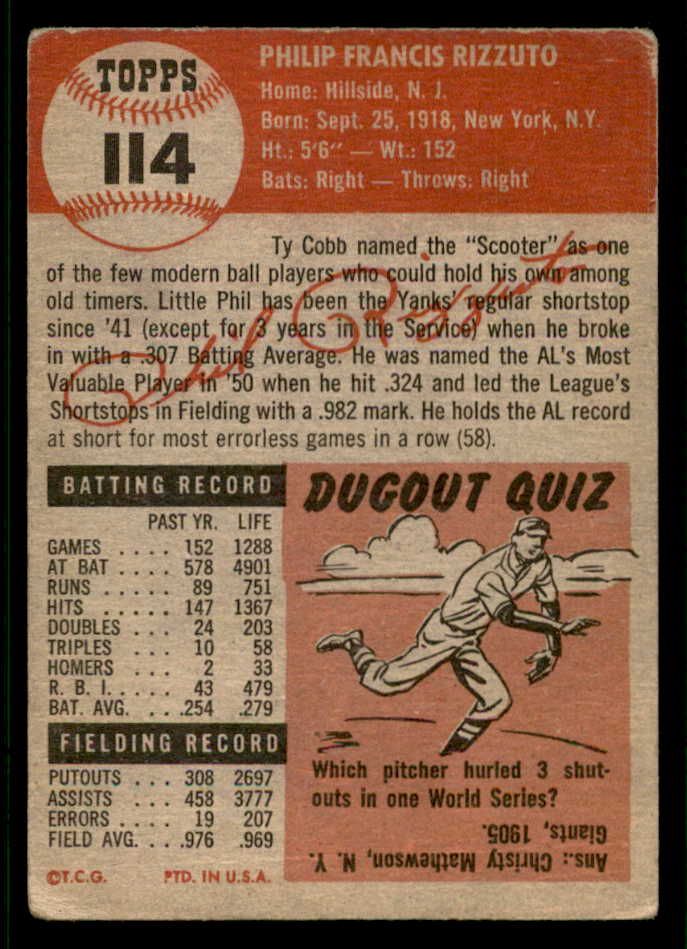 TOPPS
114
PHILIP FRANCIS RIZZUTO
Home: Hillside, N. J.
Born: Sept. 25, 1918, New York, N.Y.
Ht.: 5'6" — Wt.: 152
Bats: Right — Throws: Right
Ty Cobb named the "Scooter" as one
of the few modern ball players who could hold his own among
old timers. Little Phil has been the Yanks' regular shortstop
since '41 (except for 3 years in the Service) when he broke
in with a .307 Batting Average. He was named the AL's Most
Valuable Player in '50 when he hit .324 and led the League's
Shortstops in Fielding with a .982 mark. He holds the AL record
at short for most errorless games in a row (58).
Phil Rizzuto
BATTING RECORD
PAST YR. LIFE
GAMES .... 152 1288
AT BAT .... 578 4901
RUNS .... 89 751
HITS .... 147 1367
DOUBLES ... 24 203
TRIPLES ... 10 58
HOMERS ... 2 33
R. B. I. .... 43 479
BAT. AVG. ... .254 .279
FIELDING RECORD
PUTOUTS ... 308 2697
ASSISTS .... 458 3777
ERRORS .... 19 207
FIELD AVG. ... .976 .969
©T.C.G. PTD. IN U.S.A.
DUGOUT QUIZ
Which pitcher hurled 3 shut-
outs in one World Series?
Ans.: Christy Mathewson, N. Y.
Giants, 1905.